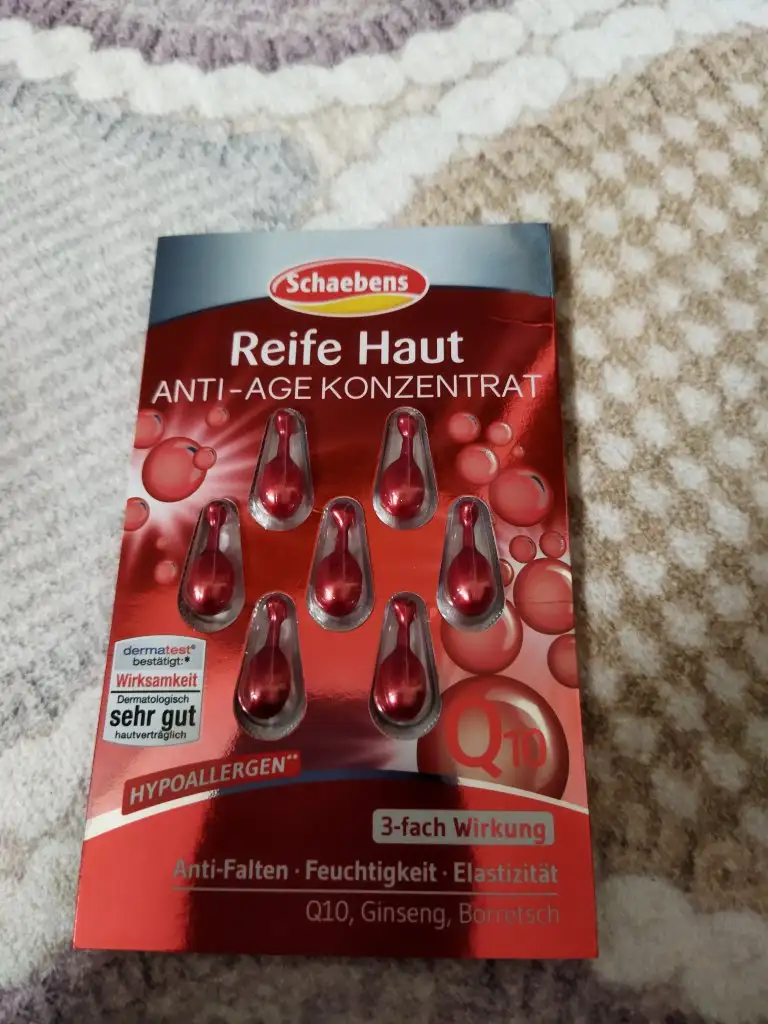 Schaebens
Reife Haut
ANTI-AGE KONZENTRAT
dermatest®
bestätigt:*
Wirksamkeit
Dermatologisch
sehr gut
hautverträglich
Q10
HYPOALLERGEN**
3-fach Wirkung
Anti-Falten · Feuchtigkeit · Elastizität
Q10, Ginseng, Borretsch